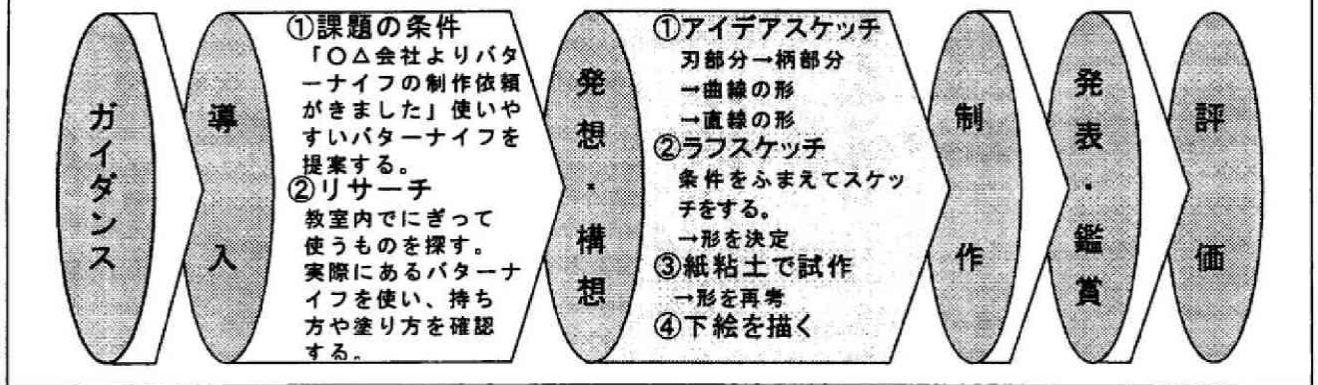 ガイダンス
導入
①課題の条件
「○△会社よりバタ
ーナイフの制作依頼
がきました」使いや
すいバターナイフを
提案する。
②リサーチ
教室内でにぎって
使うものを探す。
実際にあるバターナ
イフを使い、持ち
方や塗り方を確認
する。
発想・構想
①アイデアスケッチ
刃部分→柄部分
→曲線の形
→直線の形
②ラフスケッチ
条件をふまえてスケッ
チをする。
→形を決定
③紙粘土で試作
→形を再考
④下絵を描く
制作
発表・鑑賞
評価